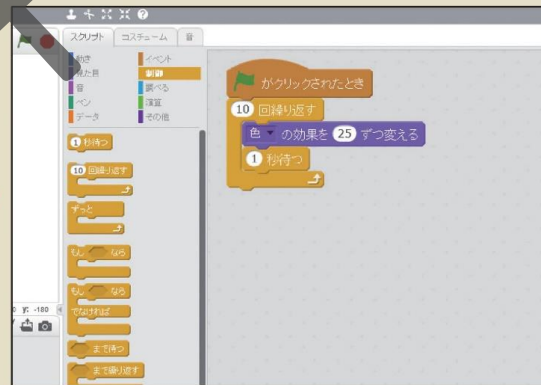 スクリプト
コスチューム
音
動き
イベント
見た目
制御
音
調べる
ペン
演算
データ
その他
1 秒待つ
10 回繰り返す
ずっと
もし なら
もし なら
でなければ
まで待つ
まで繰り返す
がクリックされたとき
10 回繰り返す
色 の効果を 25 ずつ変える
1 秒待つ
y: -180